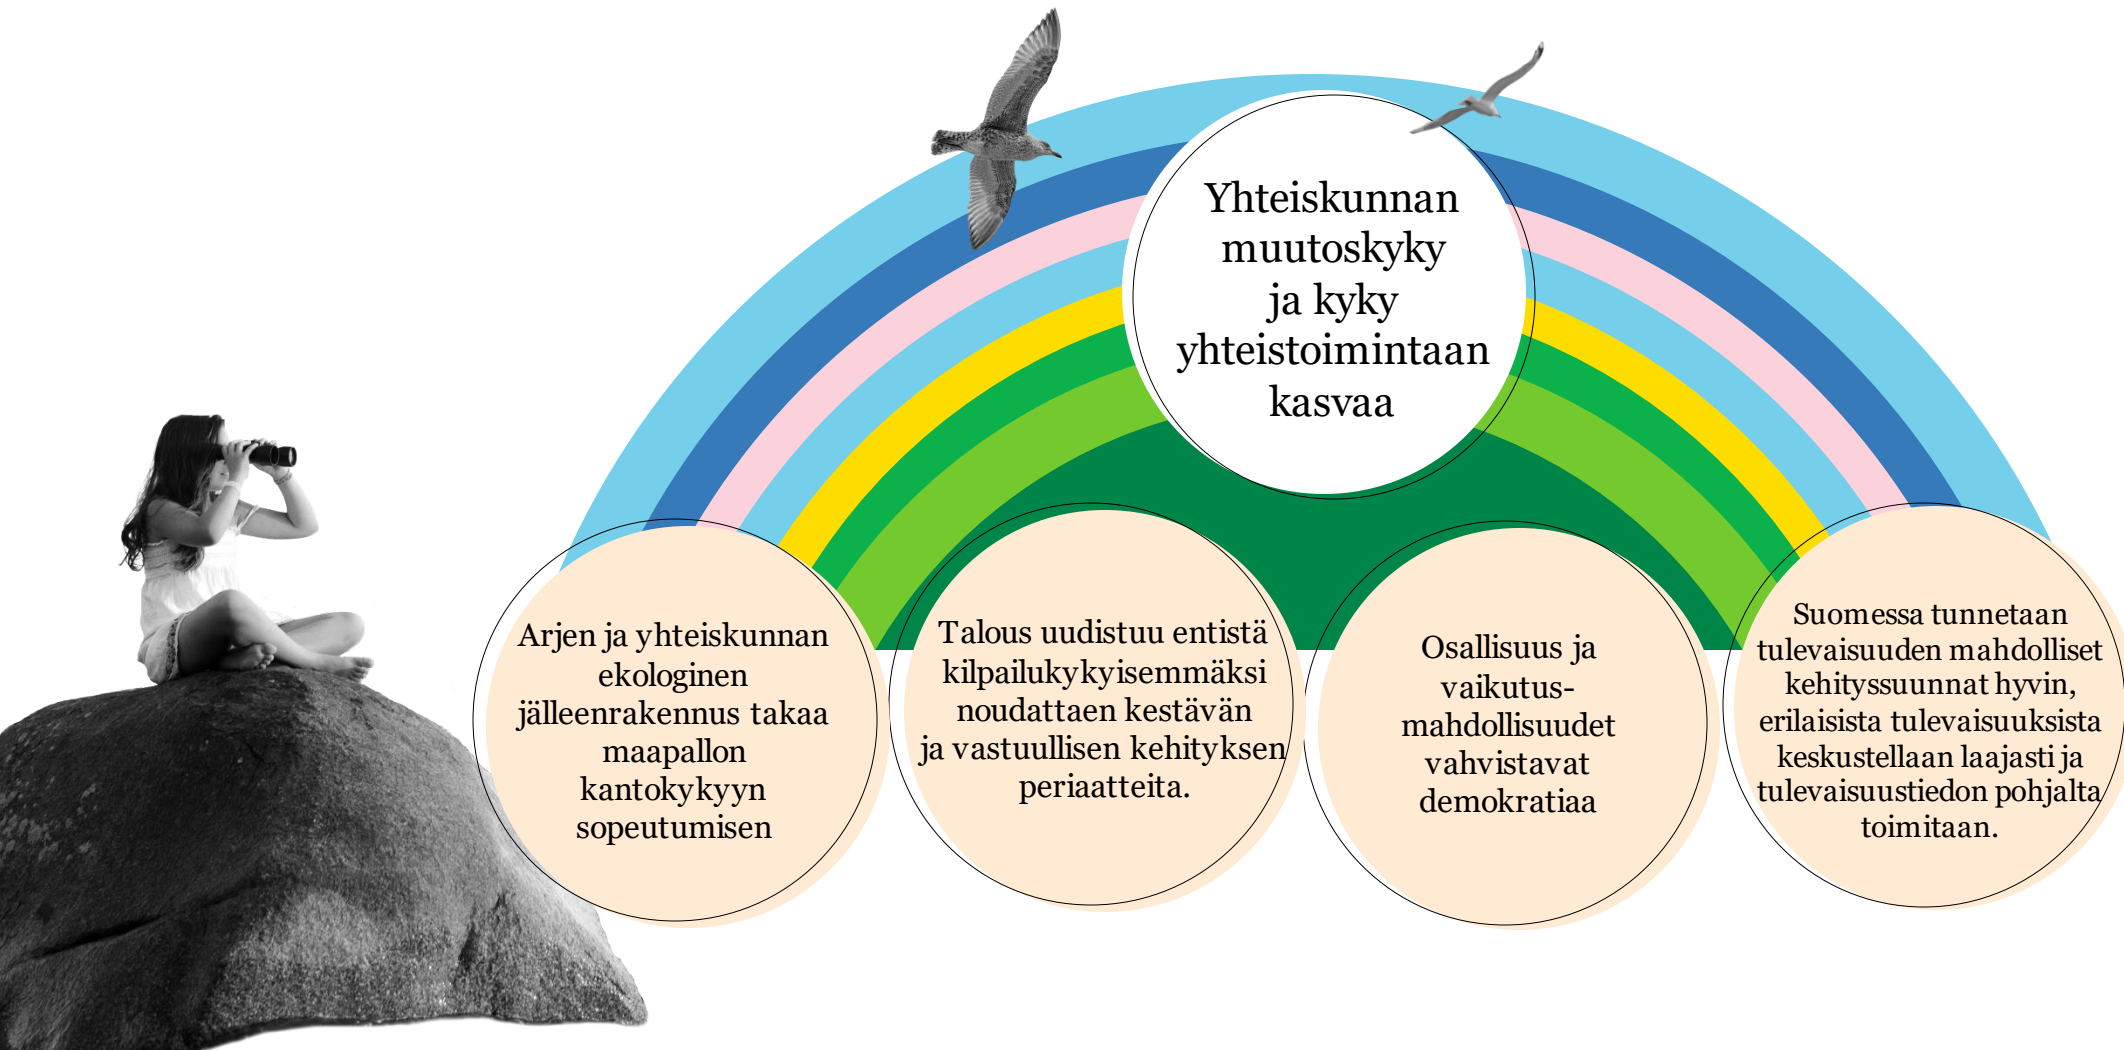 Yhteiskunnan
muutoskyky
ja kyky
yhteistoimintaan
kasvaa
Arjen ja yhteiskunnan
ekologinen
jälleenrakennus takaa
maapallon
kantokykyyn
sopeutumisen
Talous uudistuu entistä
kilpailukykyisemmäksi
noudattaen kestävän
ja vastuullisen kehityksen
periaatteita.
Osallisuus ja
vaikutus-
mahdollisuudet
vahvistavat
demokratiaa
Suomessa tunnetaan
tulevaisuuden mahdolliset
kehityssuunnat hyvin,
erilaisista tulevaisuuksista
keskustellaan laajasti ja
tulevaisuustiedon pohjalta
toimitaan.